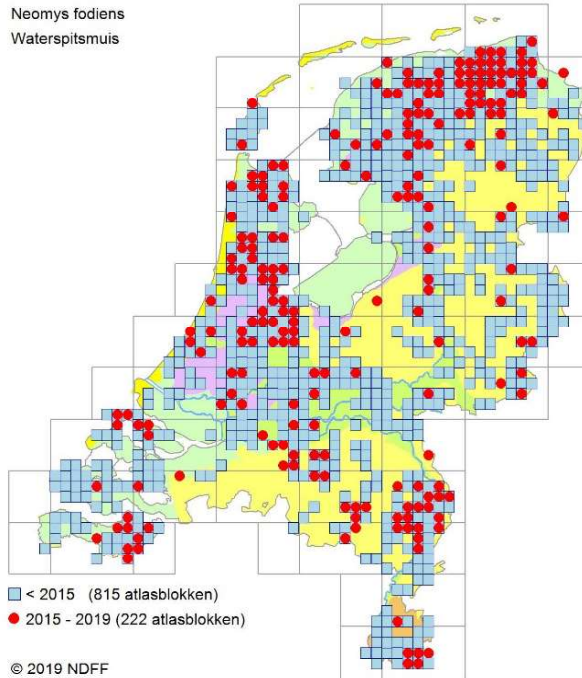 Neomys fodiens
Waterspitsmuis
< 2015 (815 atlasblokken)
2015 - 2019 (222 atlasblokken)
© 2019 NDFF